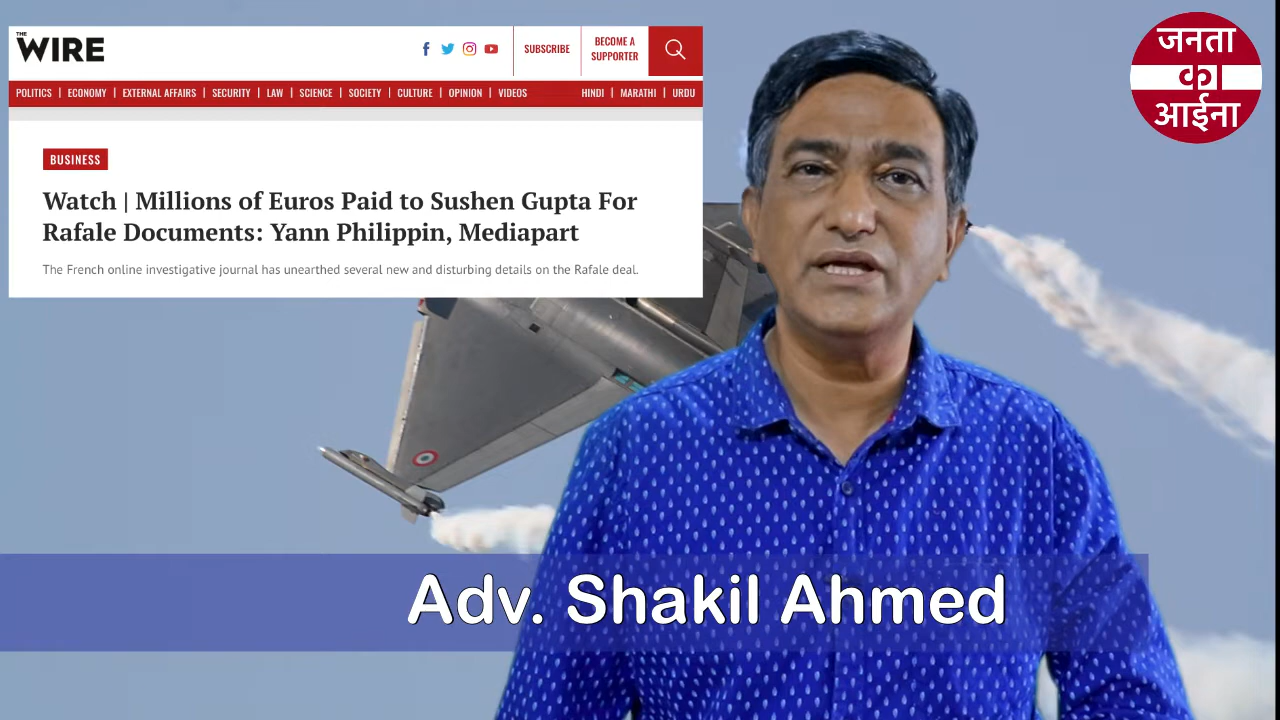 THE
WIRE
SUBSCRIBE
BECOME A
SUPPORTER
POLITICS | ECONOMY | EXTERNAL AFFAIRS | SECURITY | LAW | SCIENCE | SOCIETY | CULTURE | OPINION | VIDEOS
HINDI | MARATHI | URDU
BUSINESS
Watch | Millions of Euros Paid to Sushen Gupta For
Rafale Documents: Yann Philippin, Mediapart
The French online investigative journal has unearthed several new and disturbing details on the Rafale deal.
जनता
का
आईना
Adv. Shakil Ahmed